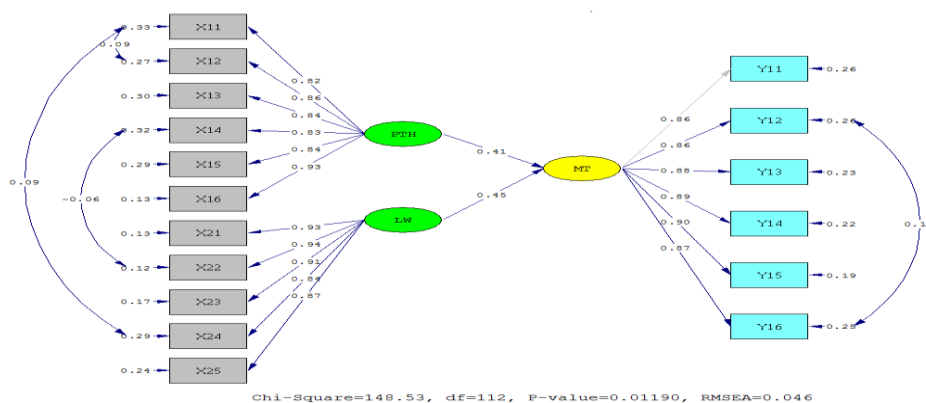 0.33 X11
0.09
0.27 X12
0.30 X13
0.32 X14
0.29 X15
0.13 X16
0.13 X21
0.12 X22
0.17 X23
0.29 X24
0.24 X25
0.09
-0.06
0.82
0.86
0.84
0.83
0.84
0.93
PTH
0.93
0.94
0.91
0.84
0.87
LW
0.41
0.45
MT
0.86
0.86
0.88
0.89
0.90
0.87
Y11 0.26
Y12 0.26
Y13 0.23
Y14 0.22
Y15 0.19
Y16 0.25
0.1
Chi-Square=148.53, df=112, P-value=0.01190, RMSEA=0.046